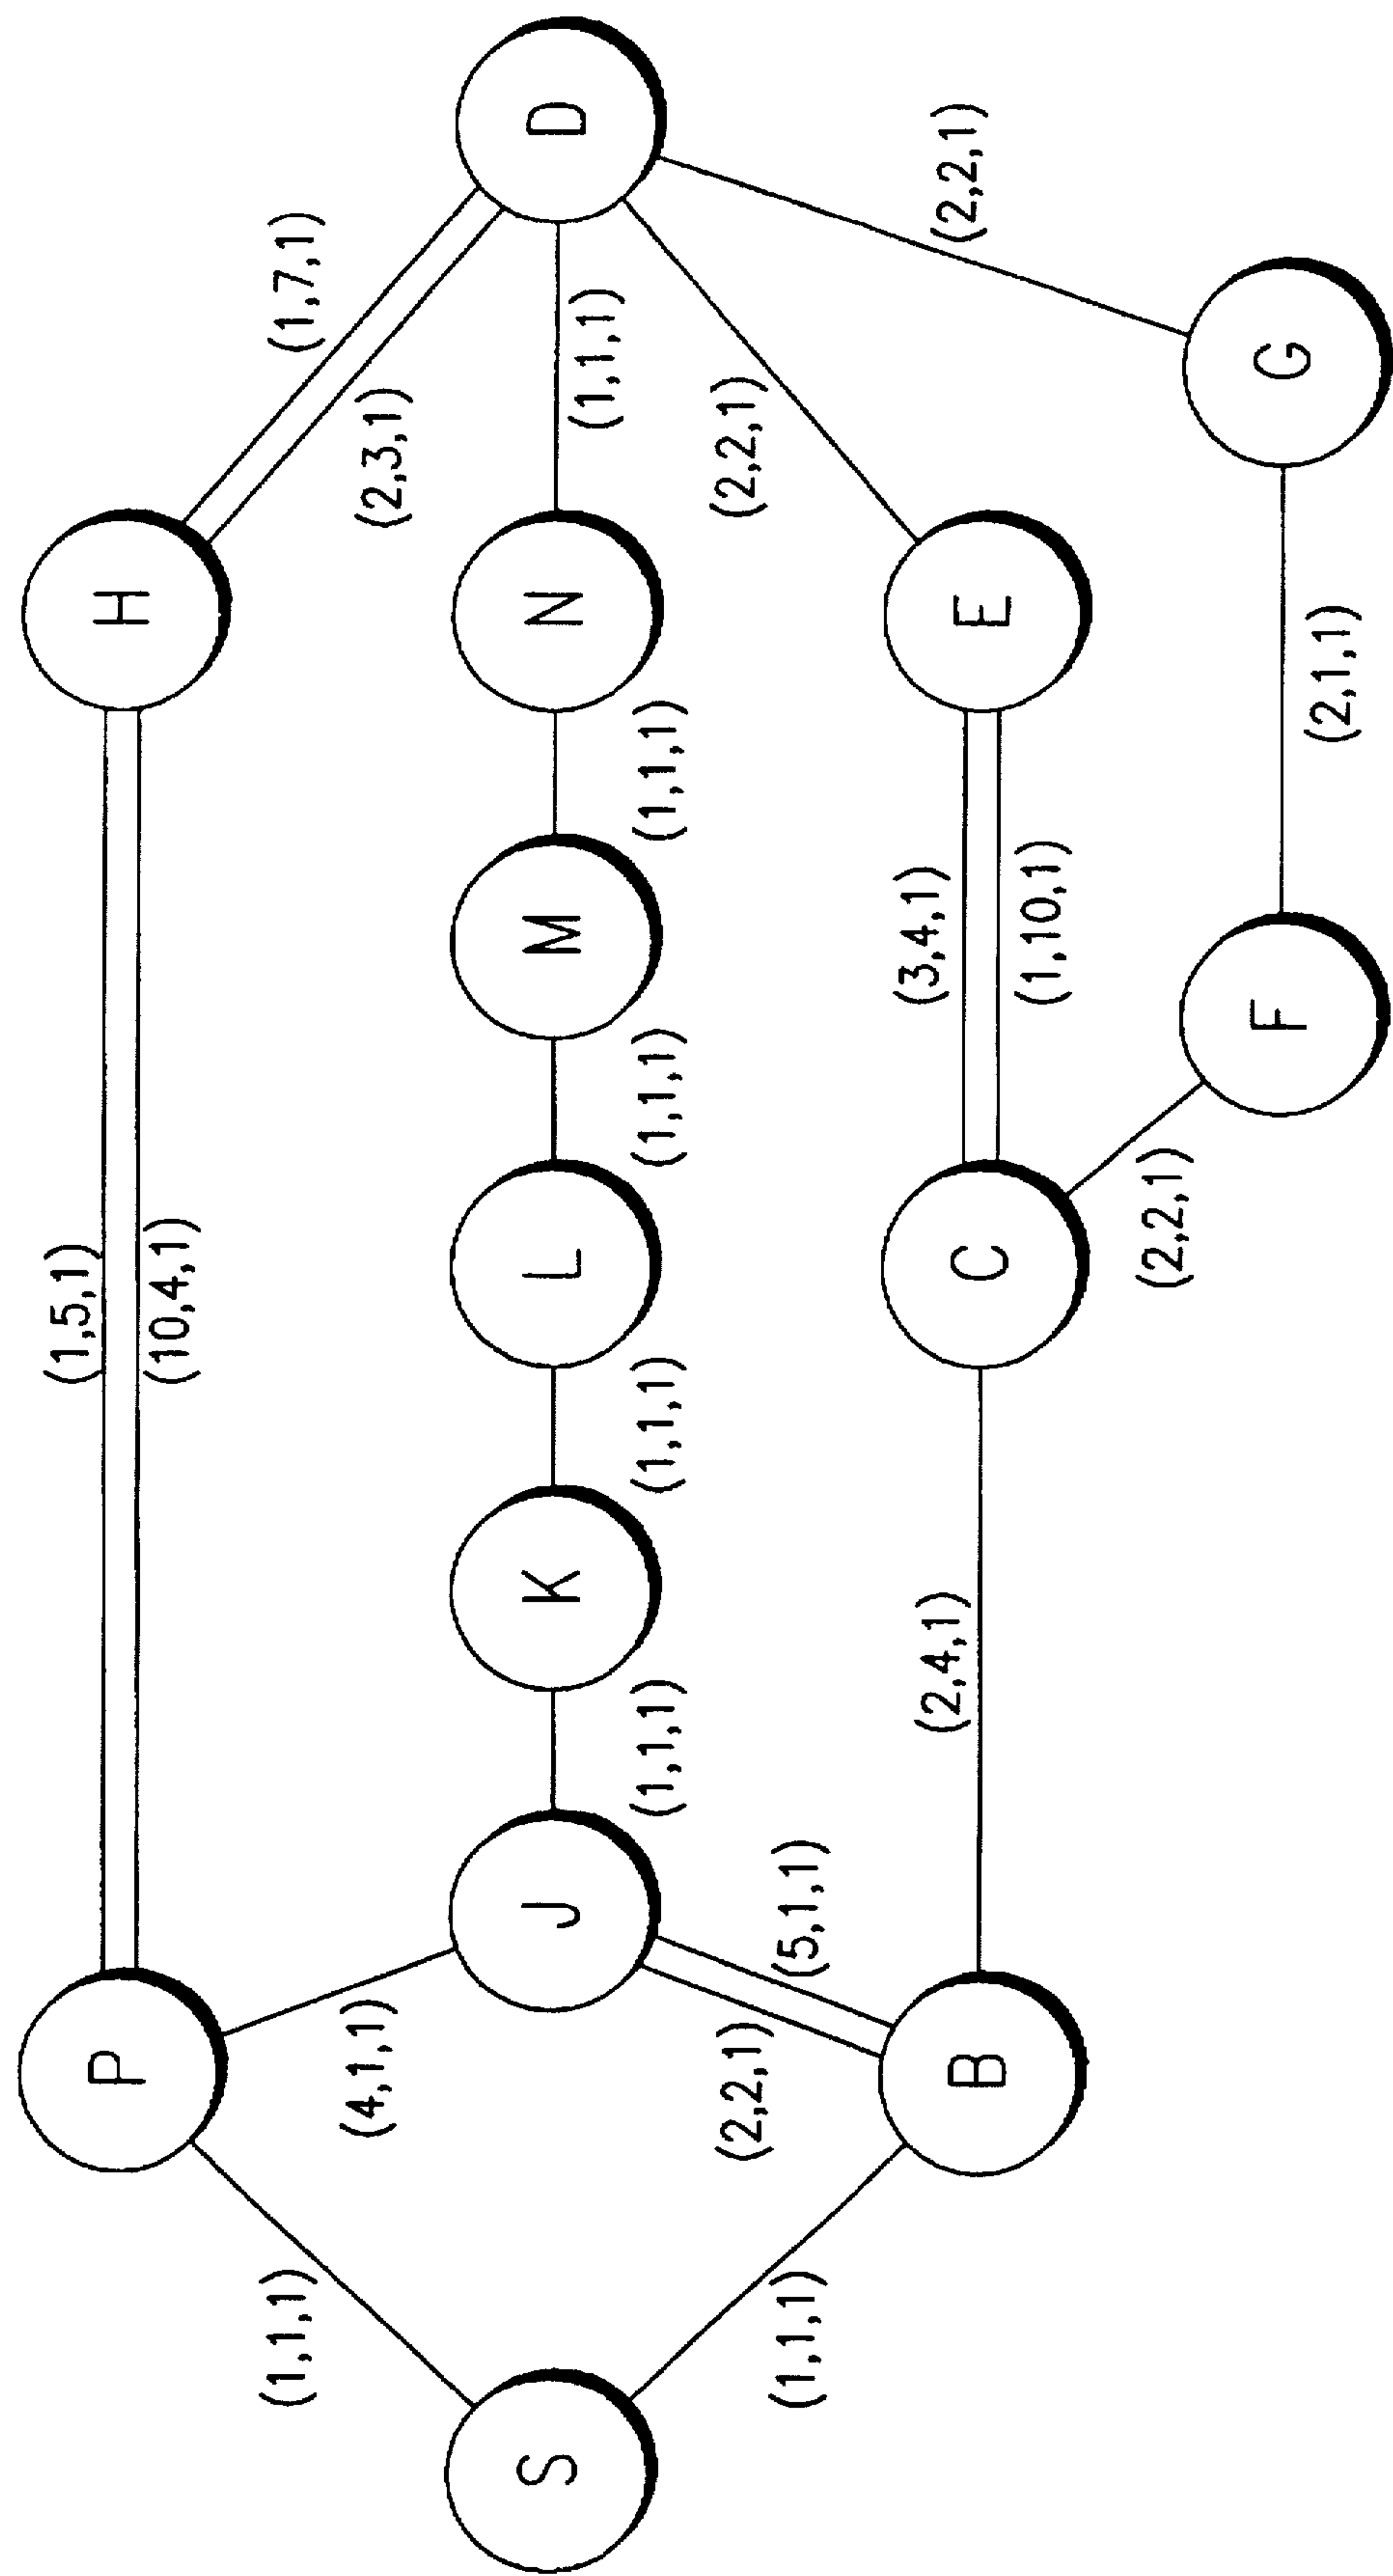 H
D
P
J
K
L
M
N
S
B
C
E
F
G
(1,5,1)
(10,4,1)
(1,7,1)
(2,3,1)
(1,1,1)
(4,1,1)
(1,1,1)
(1,1,1)
(1,1,1)
(1,1,1)
(1,1,1)
(1,1,1)
(2,2,1)
(5,1,1)
(1,1,1)
(2,4,1)
(3,4,1)
(1,10,1)
(2,2,1)
(2,2,1)
(2,2,1)
(2,1,1)